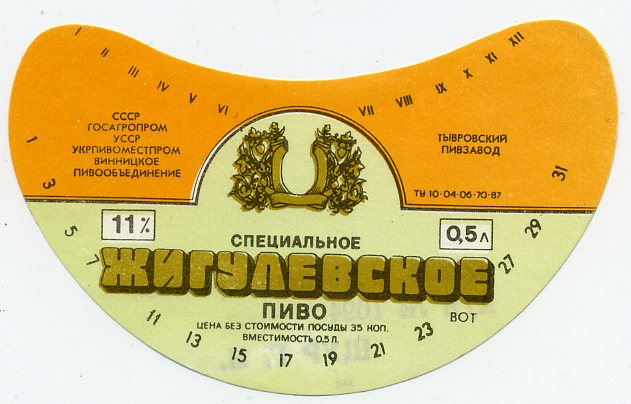 I II III IV V VI VII VIII IX X XI XII
СССР
ГОСАГРОПРОМ
УССР
УКРПИВОМЕСТПРОМ
ВИННИЦКОЕ
ПИВООБЪЕДИНЕНИЕ
ТЫВРОВСКИЙ
ПИВЗАВОД
ТУ 10-04-06-70-87
11%
0,5 л
СПЕЦИАЛЬНОЕ
ЖИГУЛЕВСКОЕ
ПИВО
ЦЕНА БЕЗ СТОИМОСТИ ПОСУДЫ 35 КОП.
ВМЕСТИМОСТЬ 0,5 Л.
ВОТ
1 3 5 7 11 13 15 17 19 21 23 27 29 31